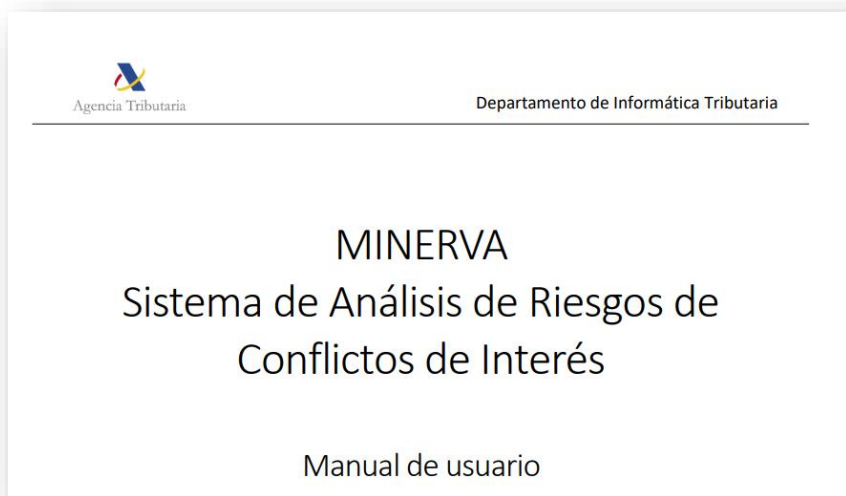 Agencia Tributaria
Departamento de Informática Tributaria
MINERVA
Sistema de Análisis de Riesgos de
Conflictos de Interés
Manual de usuario